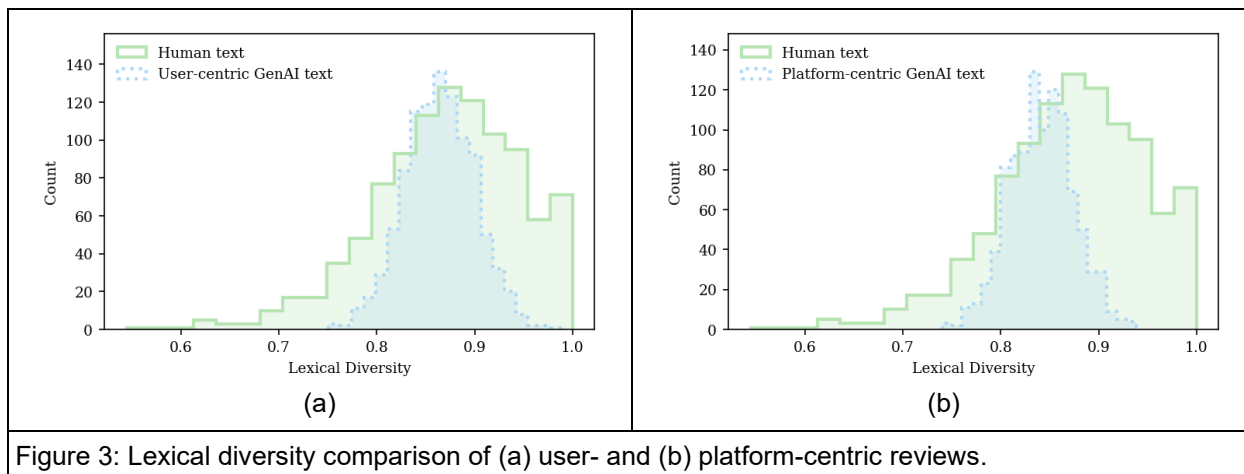 Human text
User-centric GenAI text
140
120
100
80
60
40
20
0
Count
0.6 0.7 0.8 0.9 1.0
Lexical Diversity
(a)
Human text
Platform-centric GenAI text
140
120
100
80
60
40
20
0
Count
0.6 0.7 0.8 0.9 1.0
Lexical Diversity
(b)
Figure 3: Lexical diversity comparison of (a) user- and (b) platform-centric reviews.